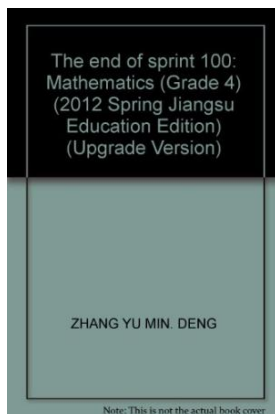 The end of sprint 100:
Mathematics (Grade 4)
(2012 Spring Jiangsu
Education Edition)
(Upgrade Version)
ZHANG YU MIN. DENG
Note: This is not the actual book cover